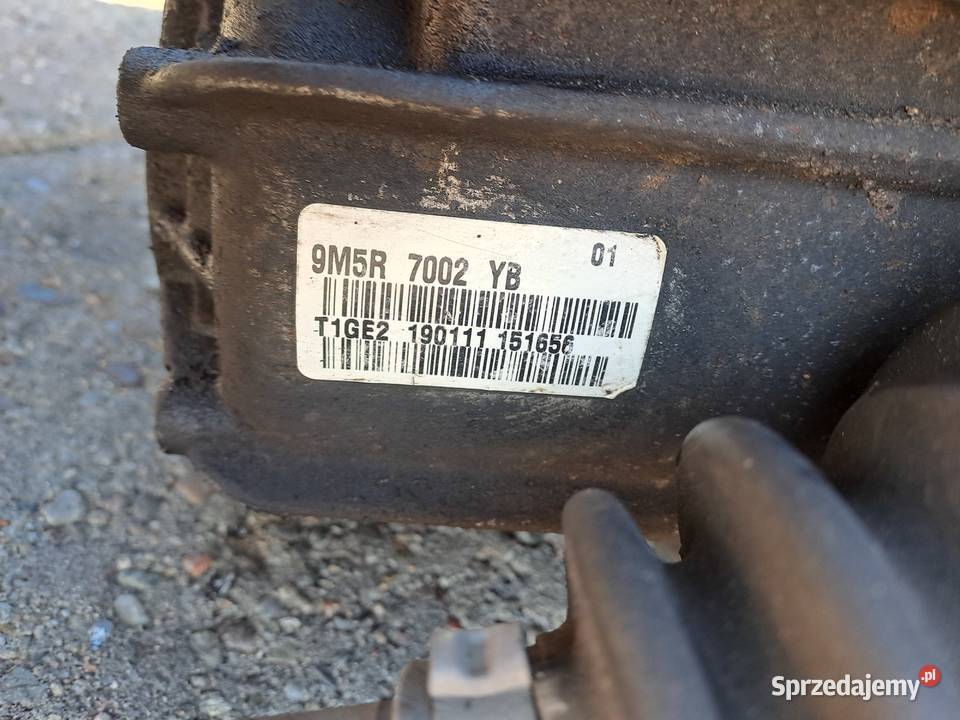 9M5R 7002 YB 01
T1GE2 190111 151656
Sprzedajemy.pl